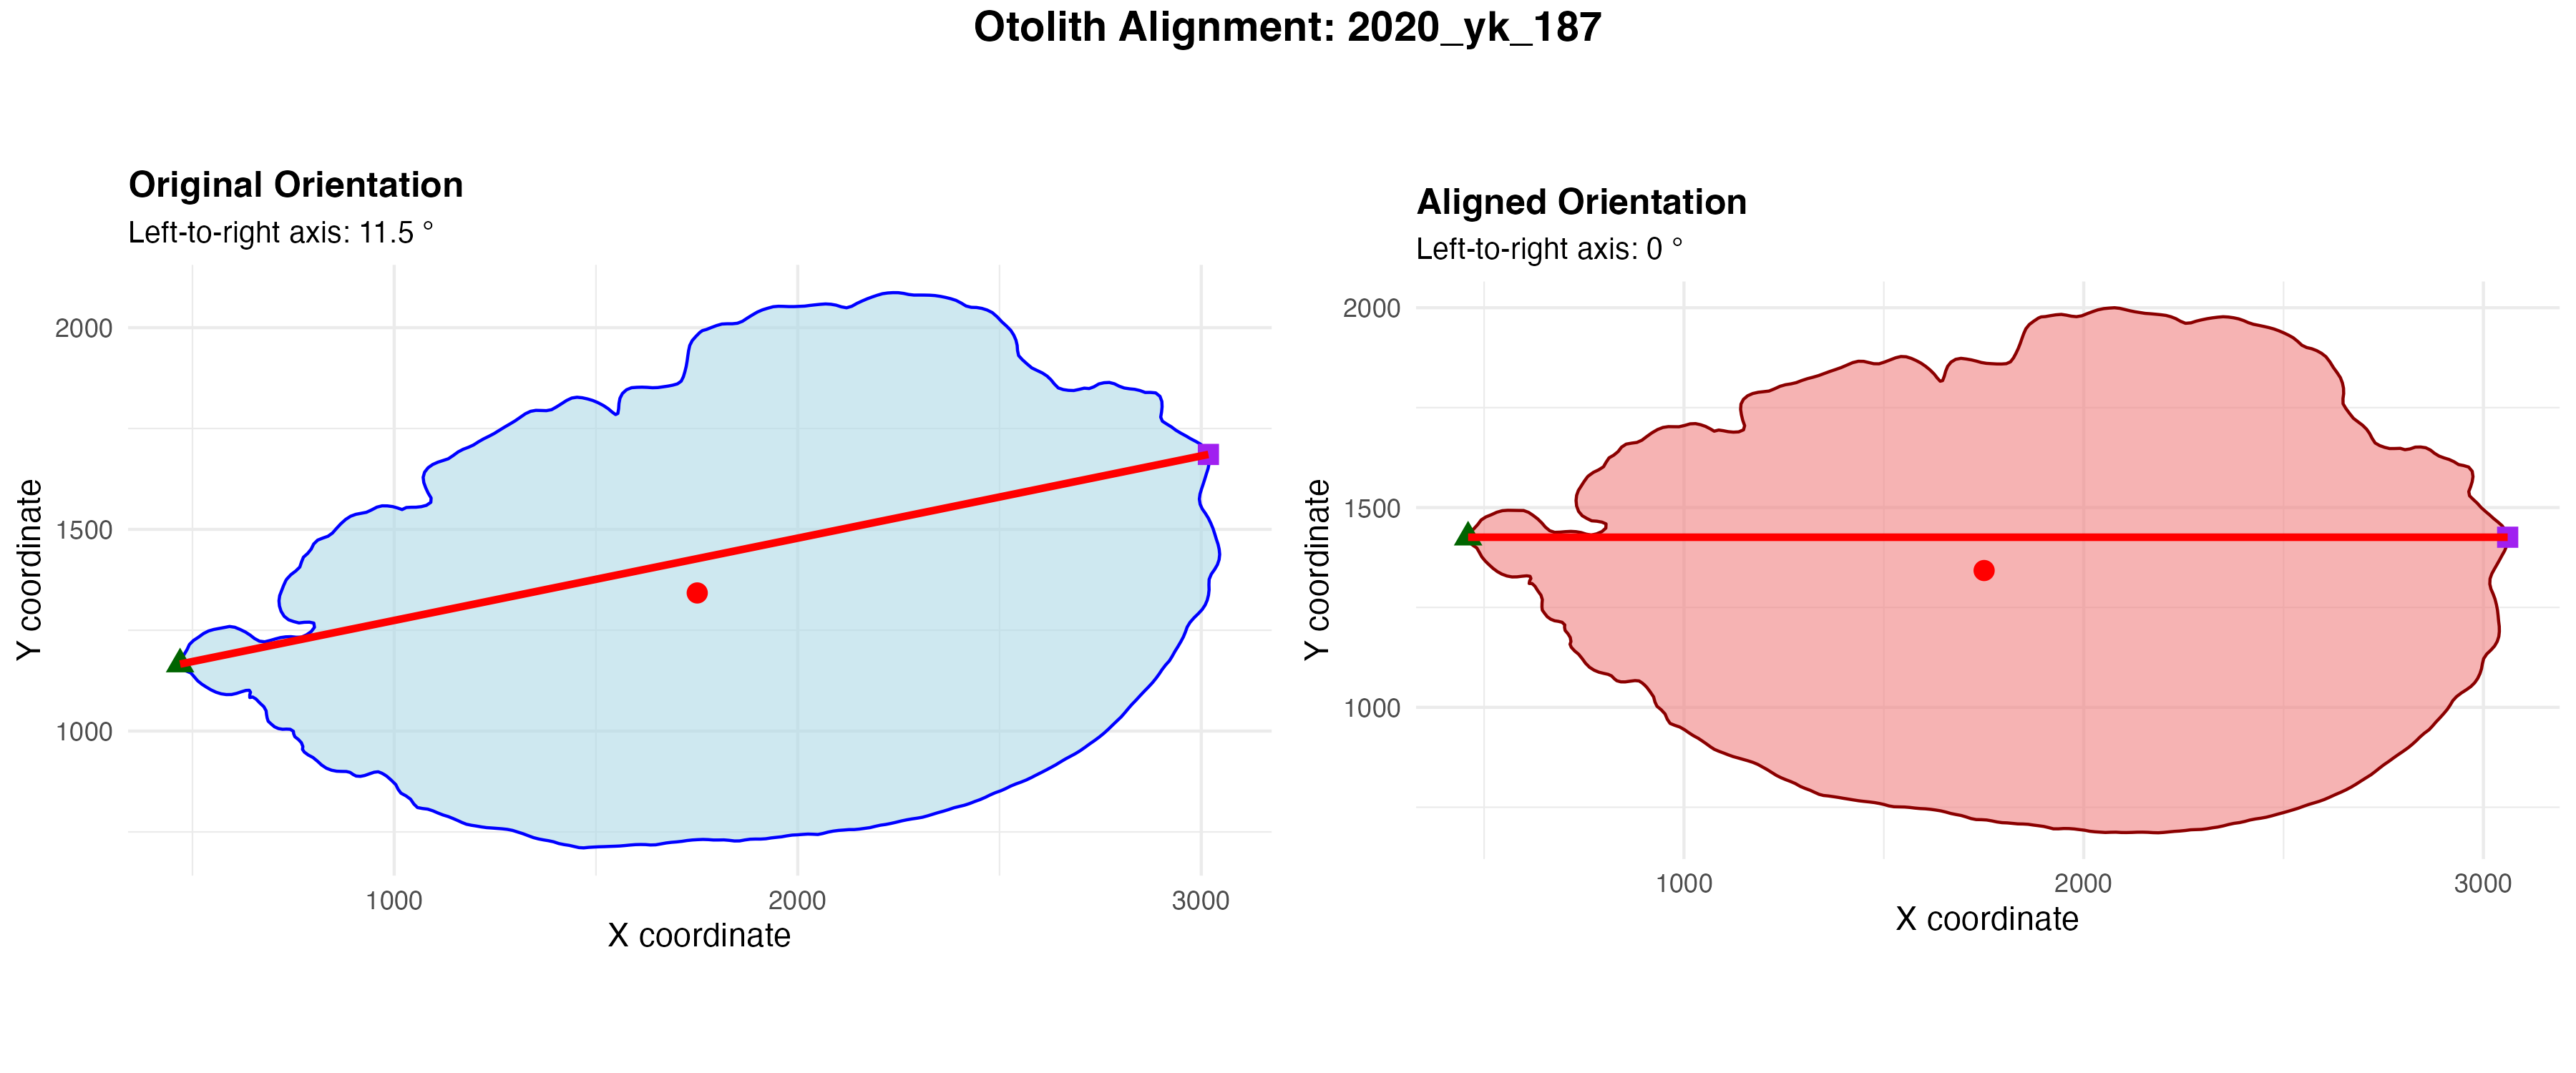 Otolith Alignment: 2020_yk_187
Original Orientation
Left-to-right axis: 11.5 °
2000
1500
1000
Y coordinate
1000 2000 3000
X coordinate
Aligned Orientation
Left-to-right axis: 0 °
2000
1500
1000
Y coordinate
1000 2000 3000
X coordinate